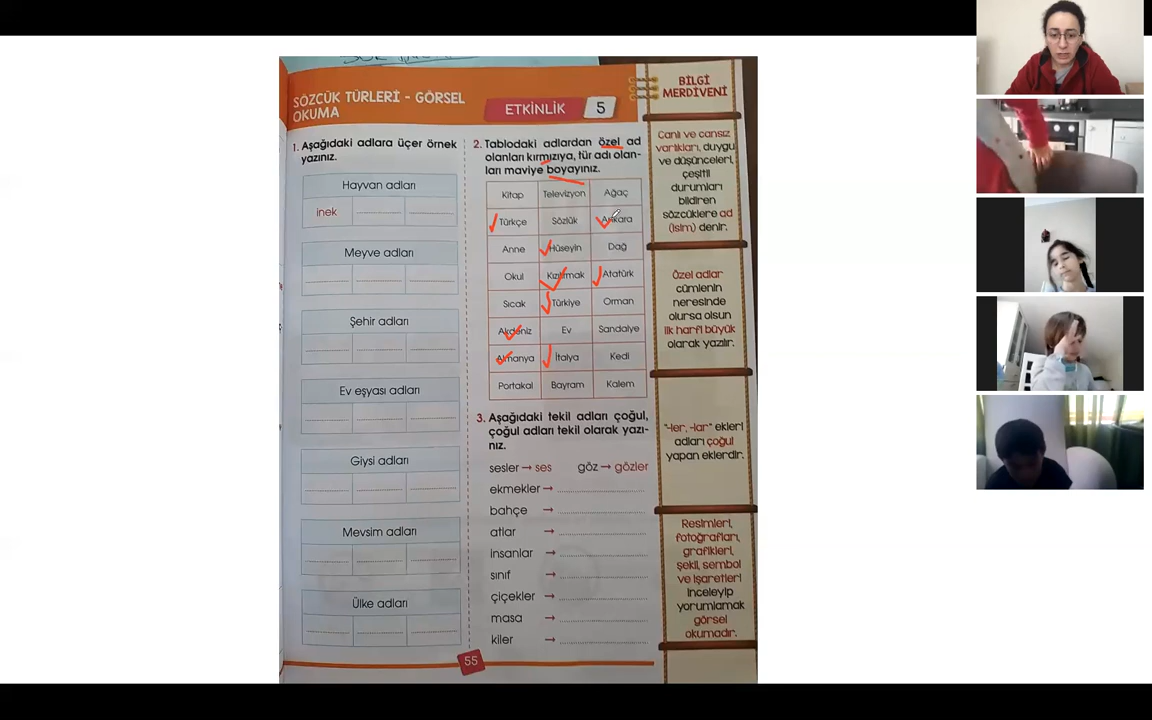 SÖZCÜK TÜRLERİ - GÖRSEL
OKUMA
ETKİNLİK 5
1. Aşağıdaki adlara üçer örnek
yazınız.
Hayvan adları
inek
Meyve adları
Şehir adları
Ev eşyası adları
Giysi adları
Mevsim adları
Ülke adları
2. Tablodaki adlardan özel ad
olanları kırmızıya, tür adı olan-
ları maviye boyayınız.
Kitap Televizyon Ağaç
Türkçe Sözlük Ankara
Anne Hüseyin Dağ
Okul Kızılırmak Atatürk
Sıcak Türkiye Orman
Akdeniz Ev Sandalye
Almanya İtalya Kedi
Portakal Bayram Kalem
3. Aşağıdaki tekil adları çoğul,
çoğul adları tekil olarak yazı-
nız.
sesler → ses göz → gözler
ekmekler →
bahçe →
atlar →
insanlar →
sınıf →
çiçekler →
masa →
kiler →
BİLGİ
MERDİVENİ
Canlı ve cansız
varlıkları, duygu
ve düşünceleri,
çeşitli
durumları
bildiren
sözcüklere ad
(isim) denir.
Özel adlar
cümlenin
neresinde
olursa olsun
ilk harfi büyük
olarak yazılır.
"-ler, -lar" ekleri
adları çoğul
yapan eklerdir.
Resimleri,
fotoğrafları,
grafikleri,
şekil, sembol
ve işaretleri
inceleyip
yorumlamak
görsel
okumadır.
55